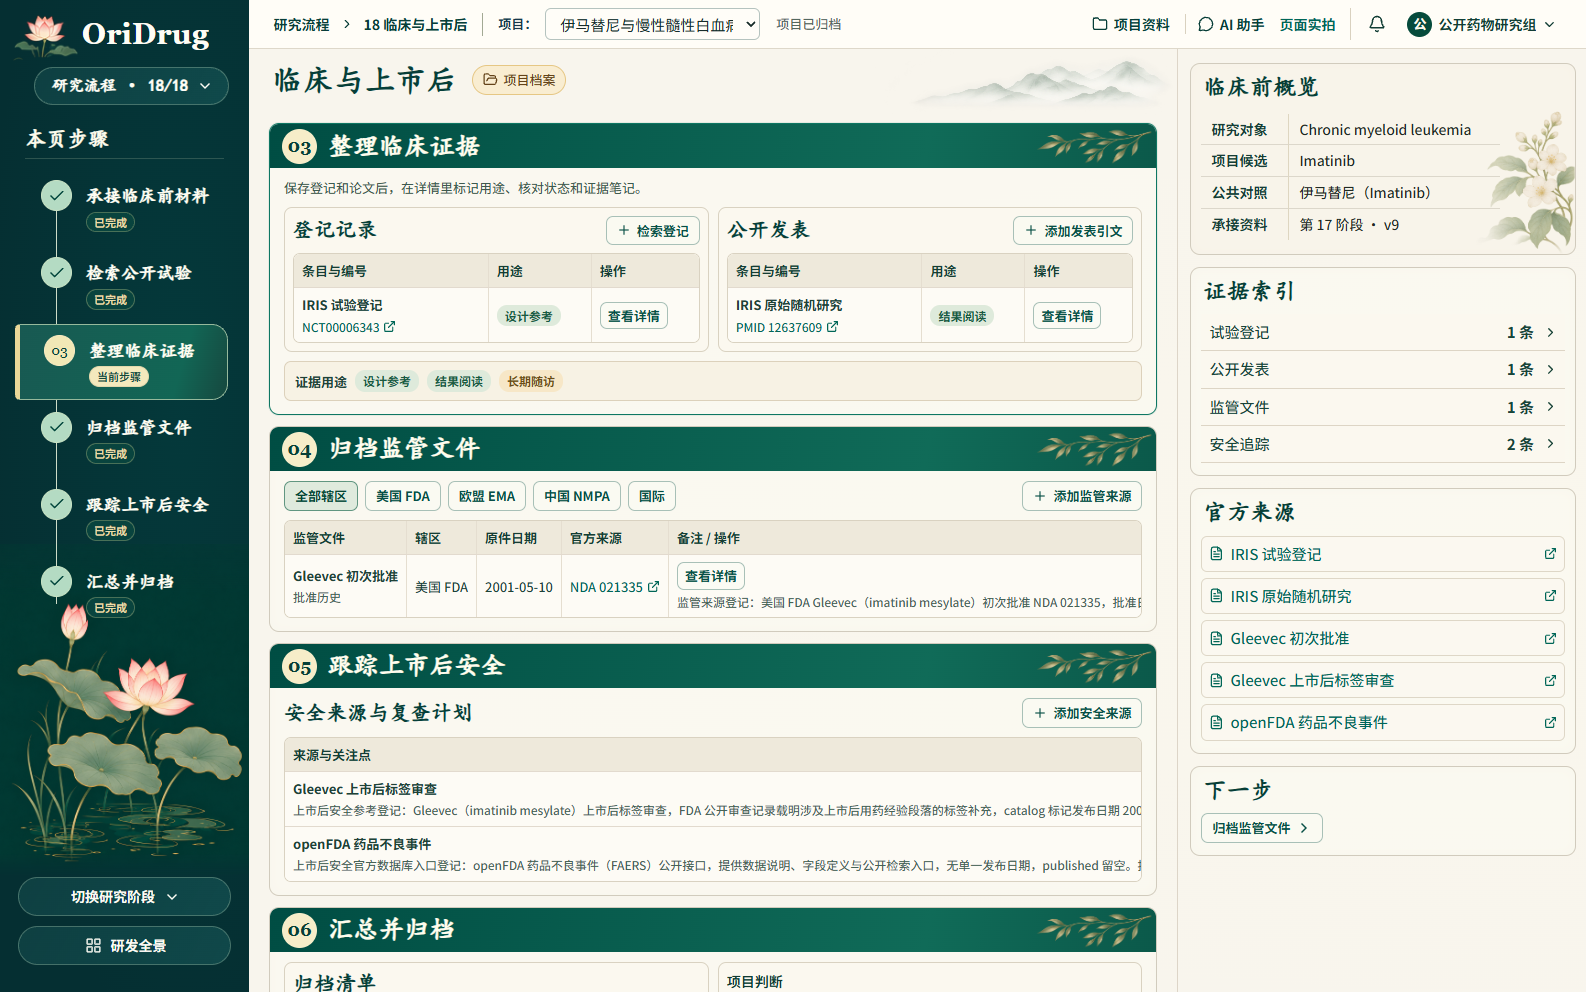 OriDrug
研究流程 • 18/18
本页步骤
承接临床前材料
已完成
检索公开试验
已完成
03 整理临床证据
当前步骤
归档监管文件
已完成
跟踪上市后安全
已完成
汇总并归档
已完成
切换研究阶段
研发全景
研究流程 > 18 临床与上市后
项目：
伊马替尼与慢性髓性白血
项目已归档
项目资料
AI 助手
页面实拍
公 公开药物研究组
临床与上市后
项目档案
03 整理临床证据
保存登记和论文后，在详情里标记用途、核对状态和证据笔记。
登记记录
+ 检索登记
条目与编号 用途 操作
IRIS 试验登记
NCT00006343
设计参考
查看详情
公开发表
+ 添加发表引文
条目与编号 用途 操作
IRIS 原始随机研究
PMID 12637609
结果阅读
查看详情
证据用途 设计参考 结果阅读 长期随访
04 归档监管文件
全部辖区 美国 FDA 欧盟 EMA 中国 NMPA 国际
+ 添加监管来源
监管文件 辖区 原件日期 官方来源 备注 / 操作
Gleevec 初次批准
批准历史
美国 FDA
2001-05-10
NDA 021335
查看详情
监管来源登记：美国 FDA Gleevec（imatinib mesylate）初次批准 NDA 021335，批准
05 跟踪上市后安全
安全来源与复查计划
+ 添加安全来源
来源与关注点
Gleevec 上市后标签审查
上市后安全参考登记：Gleevec（imatinib mesylate）上市后标签审查，FDA 公开审查记录载明涉及上市后用药经验段落的标签补充，catalog 标记发布日期 200
openFDA 药品不良事件
上市后安全官方数据库入口登记：openFDA 药品不良事件（FAERS）公开接口，提供数据说明、字段定义与公开检索入口，无单一发布日期，published 留空。
06 汇总并归档
归档清单
项目判断
临床前概览
研究对象 Chronic myeloid leukemia
项目候选 Imatinib
公共对照 伊马替尼（Imatinib）
承接资料 第 17 阶段 · v9
证据索引
试验登记 1 条
公开发表 1 条
监管文件 1 条
安全追踪 2 条
官方来源
IRIS 试验登记
IRIS 原始随机研究
Gleevec 初次批准
Gleevec 上市后标签审查
openFDA 药品不良事件
下一步
归档监管文件 >